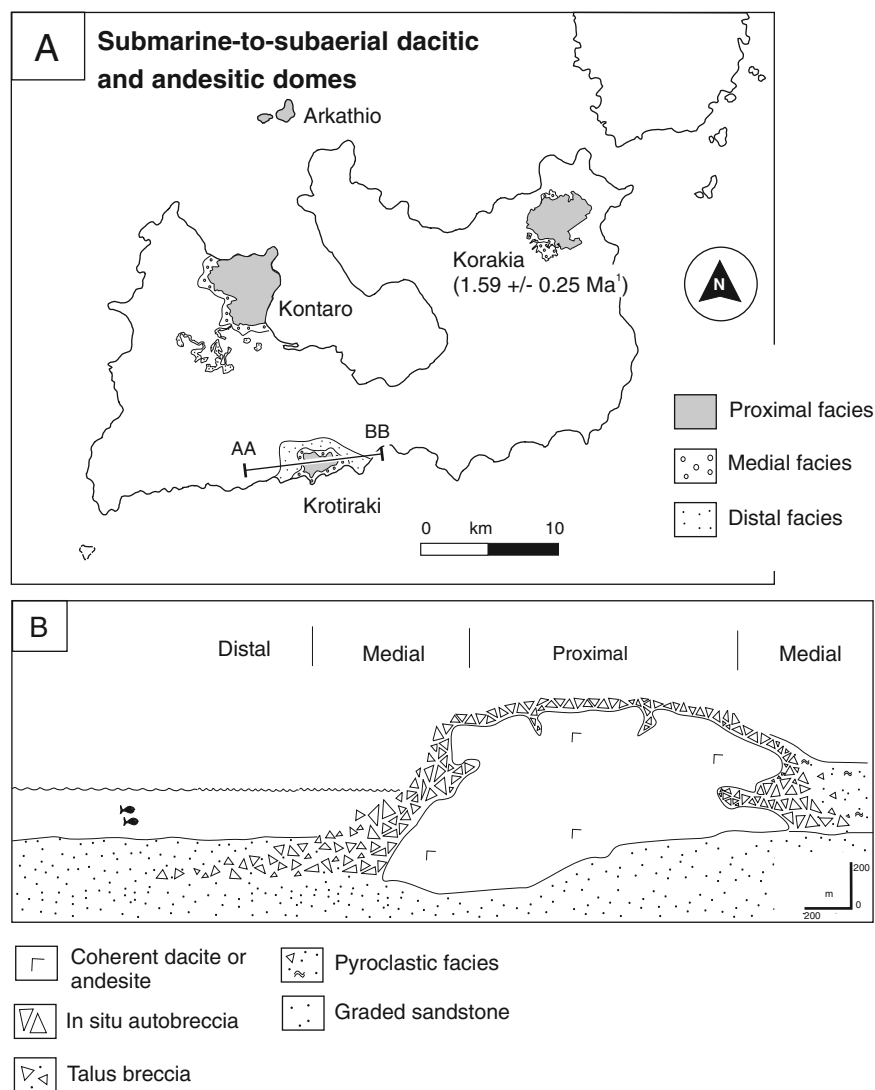 A
Submarine-to-subaerial dacitic
and andesitic domes
Arkathio
Korakia
(1.59 +/- 0.25 Ma¹)
N
Kontaro
Proximal facies
AA
BB
Medial facies
Krotiraki
Distal facies
0 km 10
B
Distal
Medial
Proximal
Medial
200
m
0
200
Coherent dacite or
andesite
Pyroclastic facies
In situ autobreccia
Graded sandstone
Talus breccia